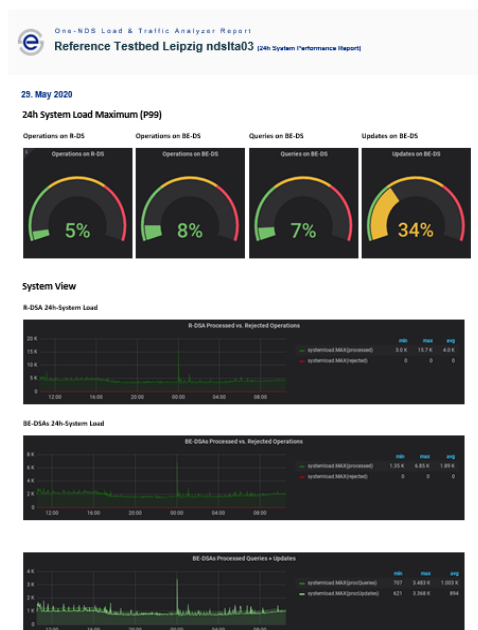 One-NDS Load & Traffic Analyzer Report
Reference Testbed Leipzig ndslta03 (24h System Performance Report)
29. May 2020
24h System Load Maximum (P99)
Operations on R-DS Operations on BE-DS Queries on BE-DS Updates on BE-DS
Operations on R-DS Operations on BE-DS Queries on BE-DS Updates on BE-DS
5% 8% 7% 34%
System View
R-DSA 24h-System Load
R-DSA Processed vs. Rejected Operations
min max avg
systemload.MAX(processed) 3.0 K 15.7 K 4.0 K
systemload.MAX(rejected) 0 0 0
20 K
15 K
10 K
5 K
0
12:00 16:00 20:00 00:00 04:00 08:00
BE-DSAs 24h-System Load
BE-DSAs Processed vs. Rejected Operations
min max avg
systemload.MAX(processed) 1.35 K 6.85 K 1.89 K
systemload.MAX(rejected) 0 0 0
8 K
6 K
4 K
2 K
0
12:00 16:00 20:00 00:00 04:00 08:00
BE-DSAs Processed Queries + Updates
min max avg
systemload.MAX(procQueries) 707 3.483 K 1.003 K
systemload.MAX(procUpdates) 621 3.368 K 894
4 K
3 K
2 K
1 K
0
12:00 16:00 20:00 00:00 04:00 08:00